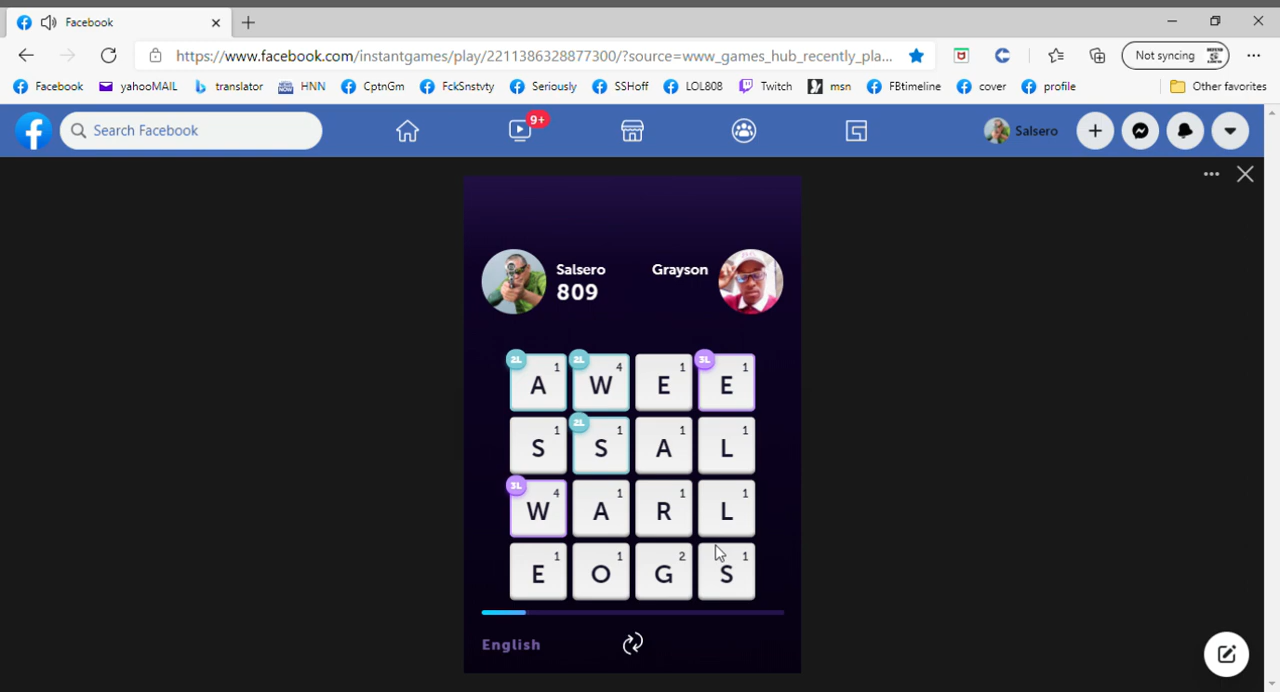 Facebook
https://www.facebook.com/instantgames/play/2211386328877300/?source=www_games_hub_recently_pla...
Not syncing
Facebook yahooMAIL translator HNN CptnGm FckSnstvty Seriously SSHoff LOL808 Twitch msn FBtimeline cover profile Other favorites
Search Facebook
9+
Salsero
Salsero
809
Grayson
2L A 1 2L W 4 E 1 3L E 1
S 1 2L S 1 A 1 L 1
3L W 4 A 1 R 1 L 1
E 1 O 1 G 2 S 1
English